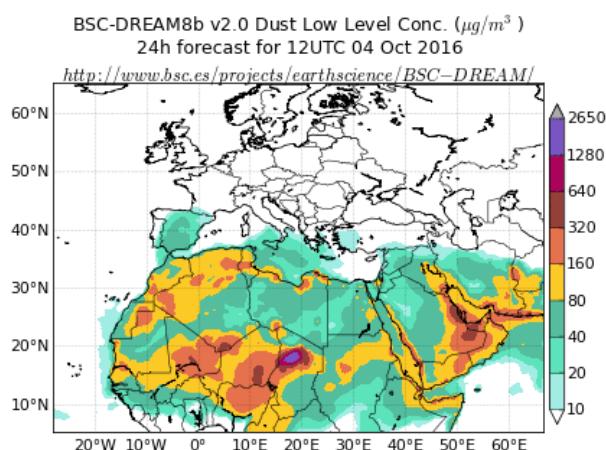 BSC-DREAM8b v2.0 Dust Low Level Conc. (μg/m³ )
24h forecast for 12UTC 04 Oct 2016
http://www.bsc.es/projects/earthscience/BSC-DREAM/
60°N
50°N
40°N
30°N
20°N
10°N
20°W 10°W 0° 10°E 20°E 30°E 40°E 50°E 60°E
2650
1280
640
320
160
80
40
20
10